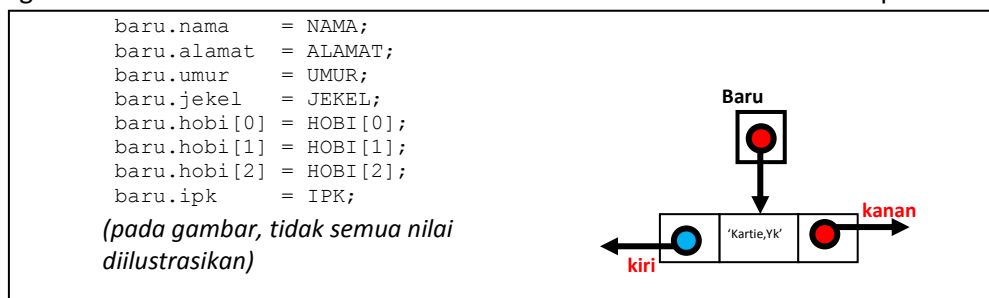 baru.nama = NAMA;
baru.alamat = ALAMAT;
baru.umur = UMUR;
baru.jekel = JEKEL;
baru.hobi[0] = HOBI[0];
baru.hobi[1] = HOBI[1];
baru.hobi[2] = HOBI[2];
baru.ipk = IPK;
(pada gambar, tidak semua nilai
diilustrasikan)
Baru
kanan
'Kartie,Yk'
kiri